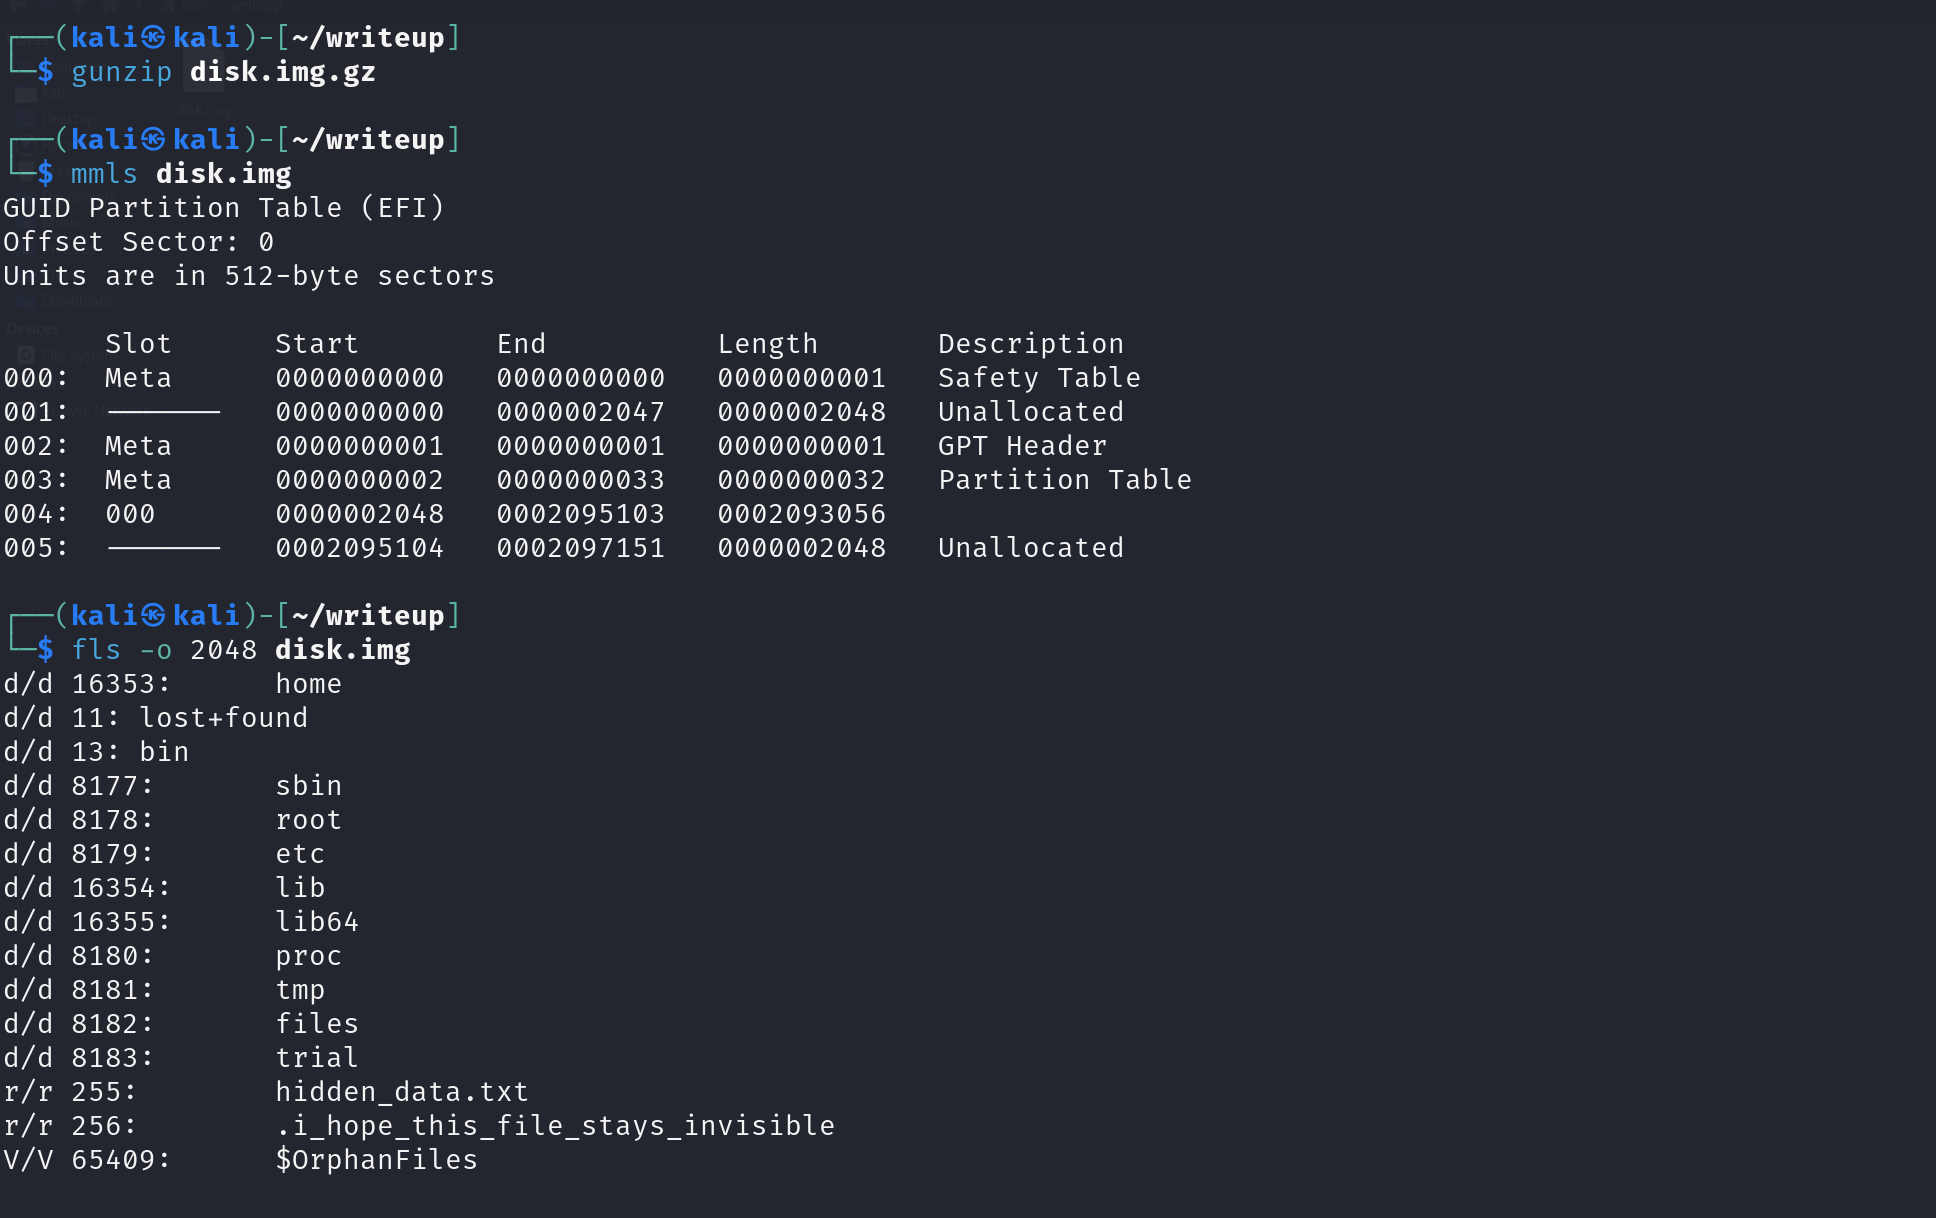 ┌──(kali㉿kali)-[~/writeup]
└─$ gunzip disk.img.gz
┌──(kali㉿kali)-[~/writeup]
└─$ mmls disk.img
GUID Partition Table (EFI)
Offset Sector: 0
Units are in 512-byte sectors
Slot Start End Length Description
000: Meta 0000000000 0000000000 0000000001 Safety Table
001: ------- 0000000000 0000002047 0000002048 Unallocated
002: Meta 0000000001 0000000001 0000000001 GPT Header
003: Meta 0000000002 0000000033 0000000032 Partition Table
004: 000 0000002048 0002095103 0002093056
005: ------- 0002095104 0002097151 0000002048 Unallocated
┌──(kali㉿kali)-[~/writeup]
└─$ fls -o 2048 disk.img
d/d 16353: home
d/d 11: lost+found
d/d 13: bin
d/d 8177: sbin
d/d 8178: root
d/d 8179: etc
d/d 16354: lib
d/d 16355: lib64
d/d 8180: proc
d/d 8181: tmp
d/d 8182: files
d/d 8183: trial
r/r 255: hidden_data.txt
r/r 256: .i_hope_this_file_stays_invisible
V/V 65409: $OrphanFiles